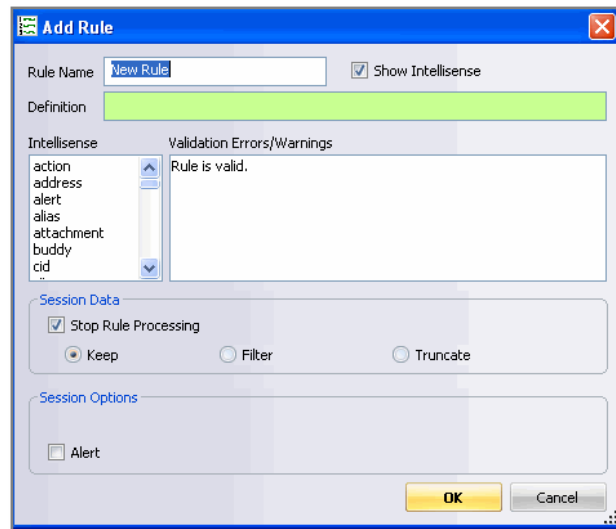 Add Rule
Rule Name New Rule Show Intellisense
Definition
Intellisense Validation Errors/Warnings
action Rule is valid.
address
alert
alias
attachment
buddy
cid
Session Data
Stop Rule Processing
Keep Filter Truncate
Session Options
Alert
OK Cancel